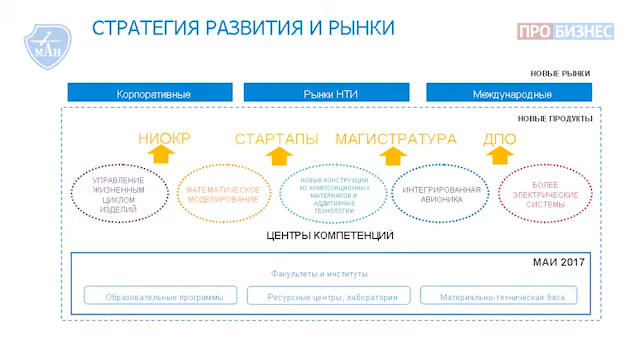 СТРАТЕГИЯ РАЗВИТИЯ И РЫНКИ
МАИ
ПРО БИЗНЕС
НОВЫЕ РЫНКИ
Корпоративные
Рынки НТИ
Международные
НОВЫЕ ПРОДУКТЫ
НИОКР
СТАРТАПЫ
МАГИСТРАТУРА
ДПО
УПРАВЛЕНИЕ
ЖИЗНЕННЫМ
ЦИКЛОМ
ИЗДЕЛИЙ
МАТЕМАТИЧЕСКОЕ
МОДЕЛИРОВАНИЕ
НОВЫЕ КОНСТРУКЦИИ
ИЗ КОМПОЗИЦИОННЫХ
МАТЕРИАЛОВ И
АДДИТИВНЫЕ
ТЕХНОЛОГИИ
ИНТЕГРИРОВАННАЯ
АВИОНИКА
БОЛЕЕ
ЭЛЕКТРИЧЕСКИЕ
СИСТЕМЫ
ЦЕНТРЫ КОМПЕТЕНЦИЙ
МАИ 2017
Факультеты и институты
Образовательные программы
Ресурсные центры, лаборатории
Материально-техническая база